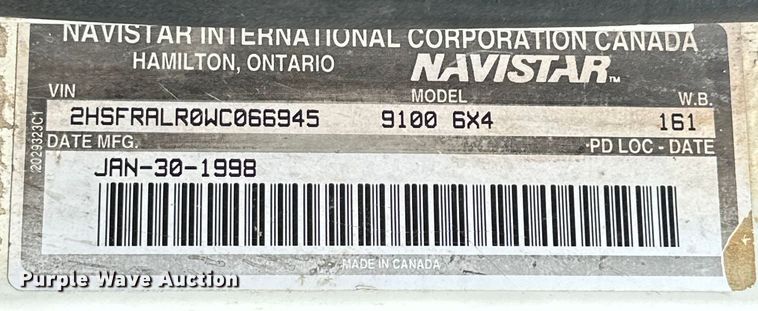 NAVISTAR INTERNATIONAL CORPORATION CANADA
HAMILTON, ONTARIO NAVISTAR TM
VIN MODEL W.B.
2HSFRALR0WC066945 9100 6X4 161
DATE MFG. PD LOC - DATE
JAN-30-1998
MADE IN CANADA
2029323C1
Purple Wave Auction